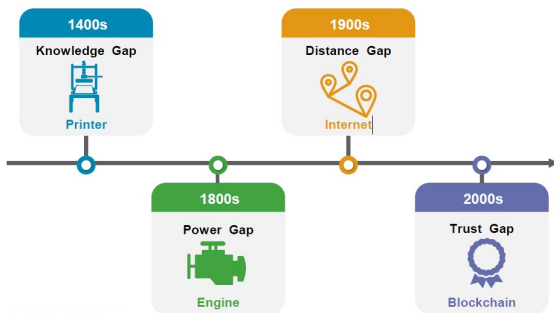 1400s
Knowledge Gap
Printer
1800s
Power Gap
Engine
1900s
Distance Gap
Internet
2000s
Trust Gap
Blockchain